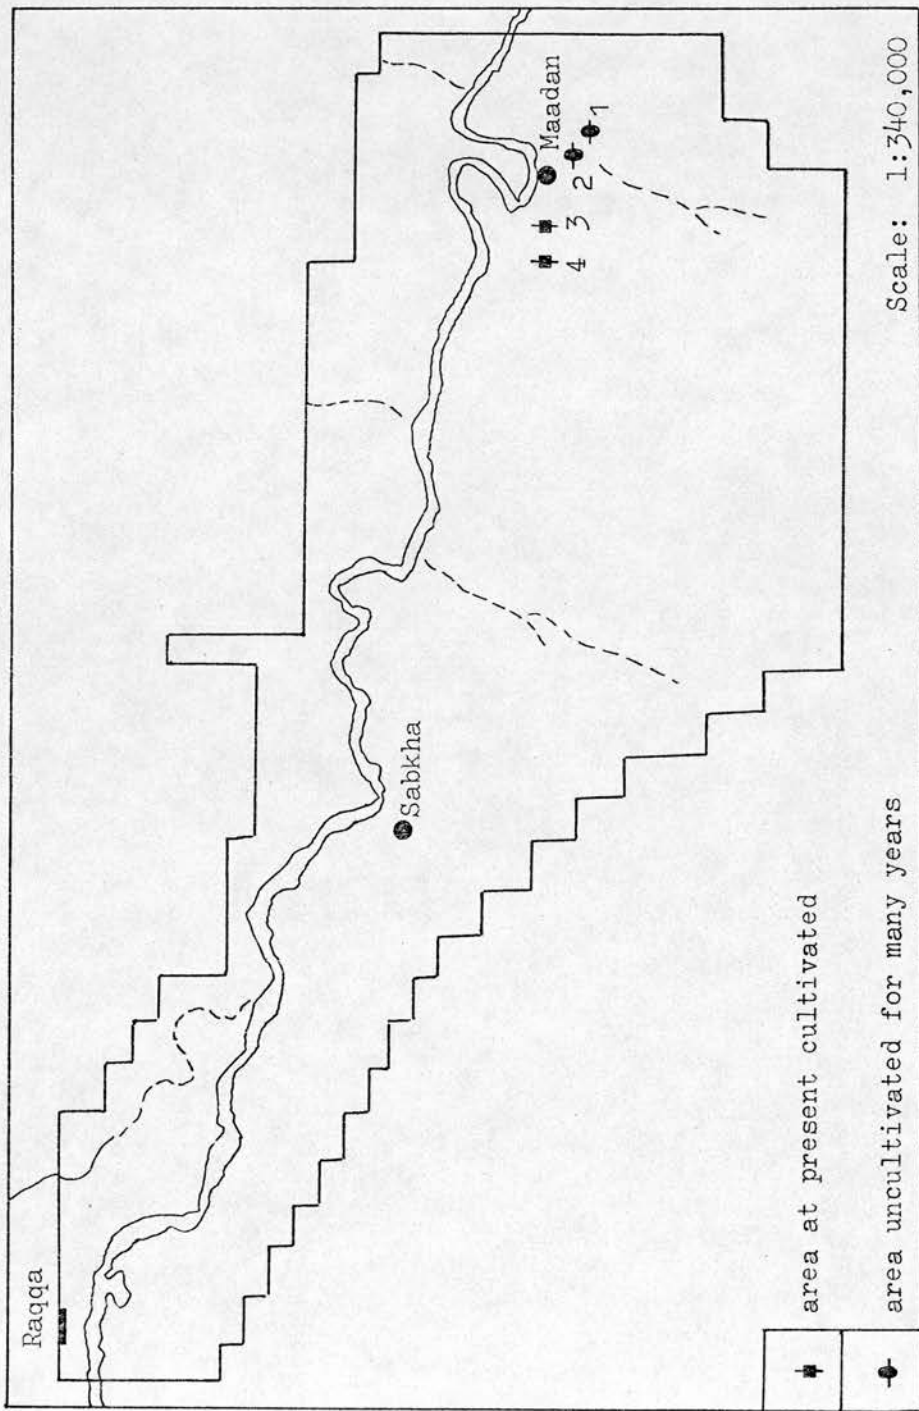 Raqqa
Sabkha
Maadan
4
3
2
1
area at present cultivated
area uncultivated for many years
Scale: 1:340,000